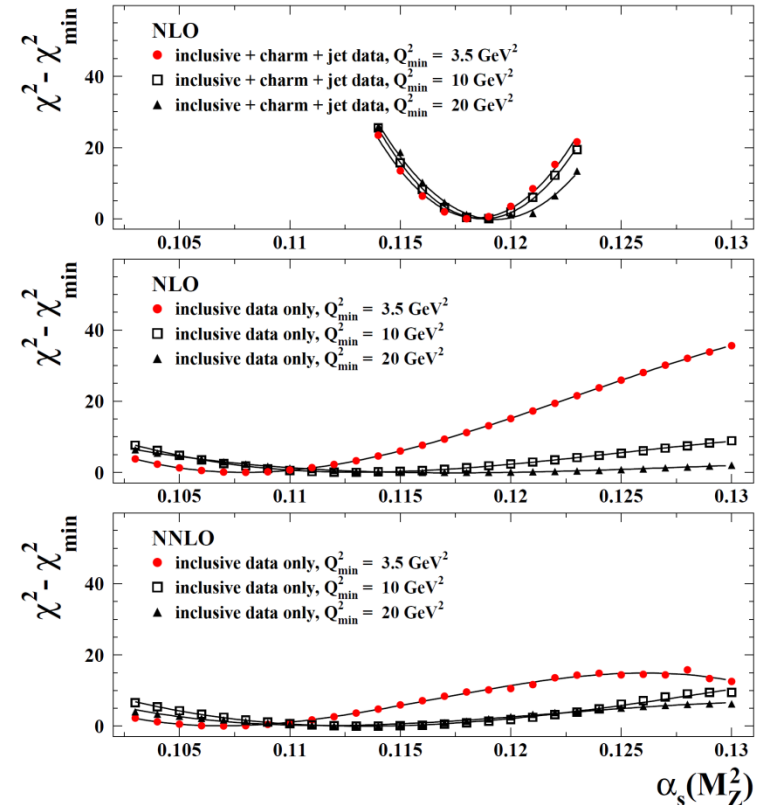 χ² - χ²min
NLO
inclusive + charm + jet data, Q²min = 3.5 GeV²
inclusive + charm + jet data, Q²min = 10 GeV²
inclusive + charm + jet data, Q²min = 20 GeV²
40
20
0
0.105 0.11 0.115 0.12 0.125 0.13
χ² - χ²min
NLO
inclusive data only, Q²min = 3.5 GeV²
inclusive data only, Q²min = 10 GeV²
inclusive data only, Q²min = 20 GeV²
40
20
0
0.105 0.11 0.115 0.12 0.125 0.13
χ² - χ²min
NNLO
inclusive data only, Q²min = 3.5 GeV²
inclusive data only, Q²min = 10 GeV²
inclusive data only, Q²min = 20 GeV²
40
20
0
0.105 0.11 0.115 0.12 0.125 0.13
αs(M²Z)